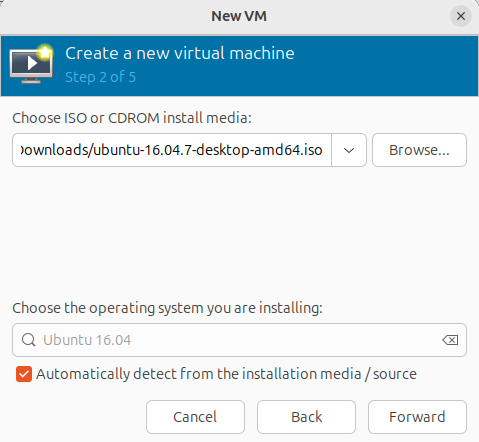 New VM
Create a new virtual machine
Step 2 of 5
Choose ISO or CDROM install media:
ownloads/ubuntu-16.04.7-desktop-amd64.iso
Browse...
Choose the operating system you are installing:
Ubuntu 16.04
Automatically detect from the installation media / source
Cancel
Back
Forward